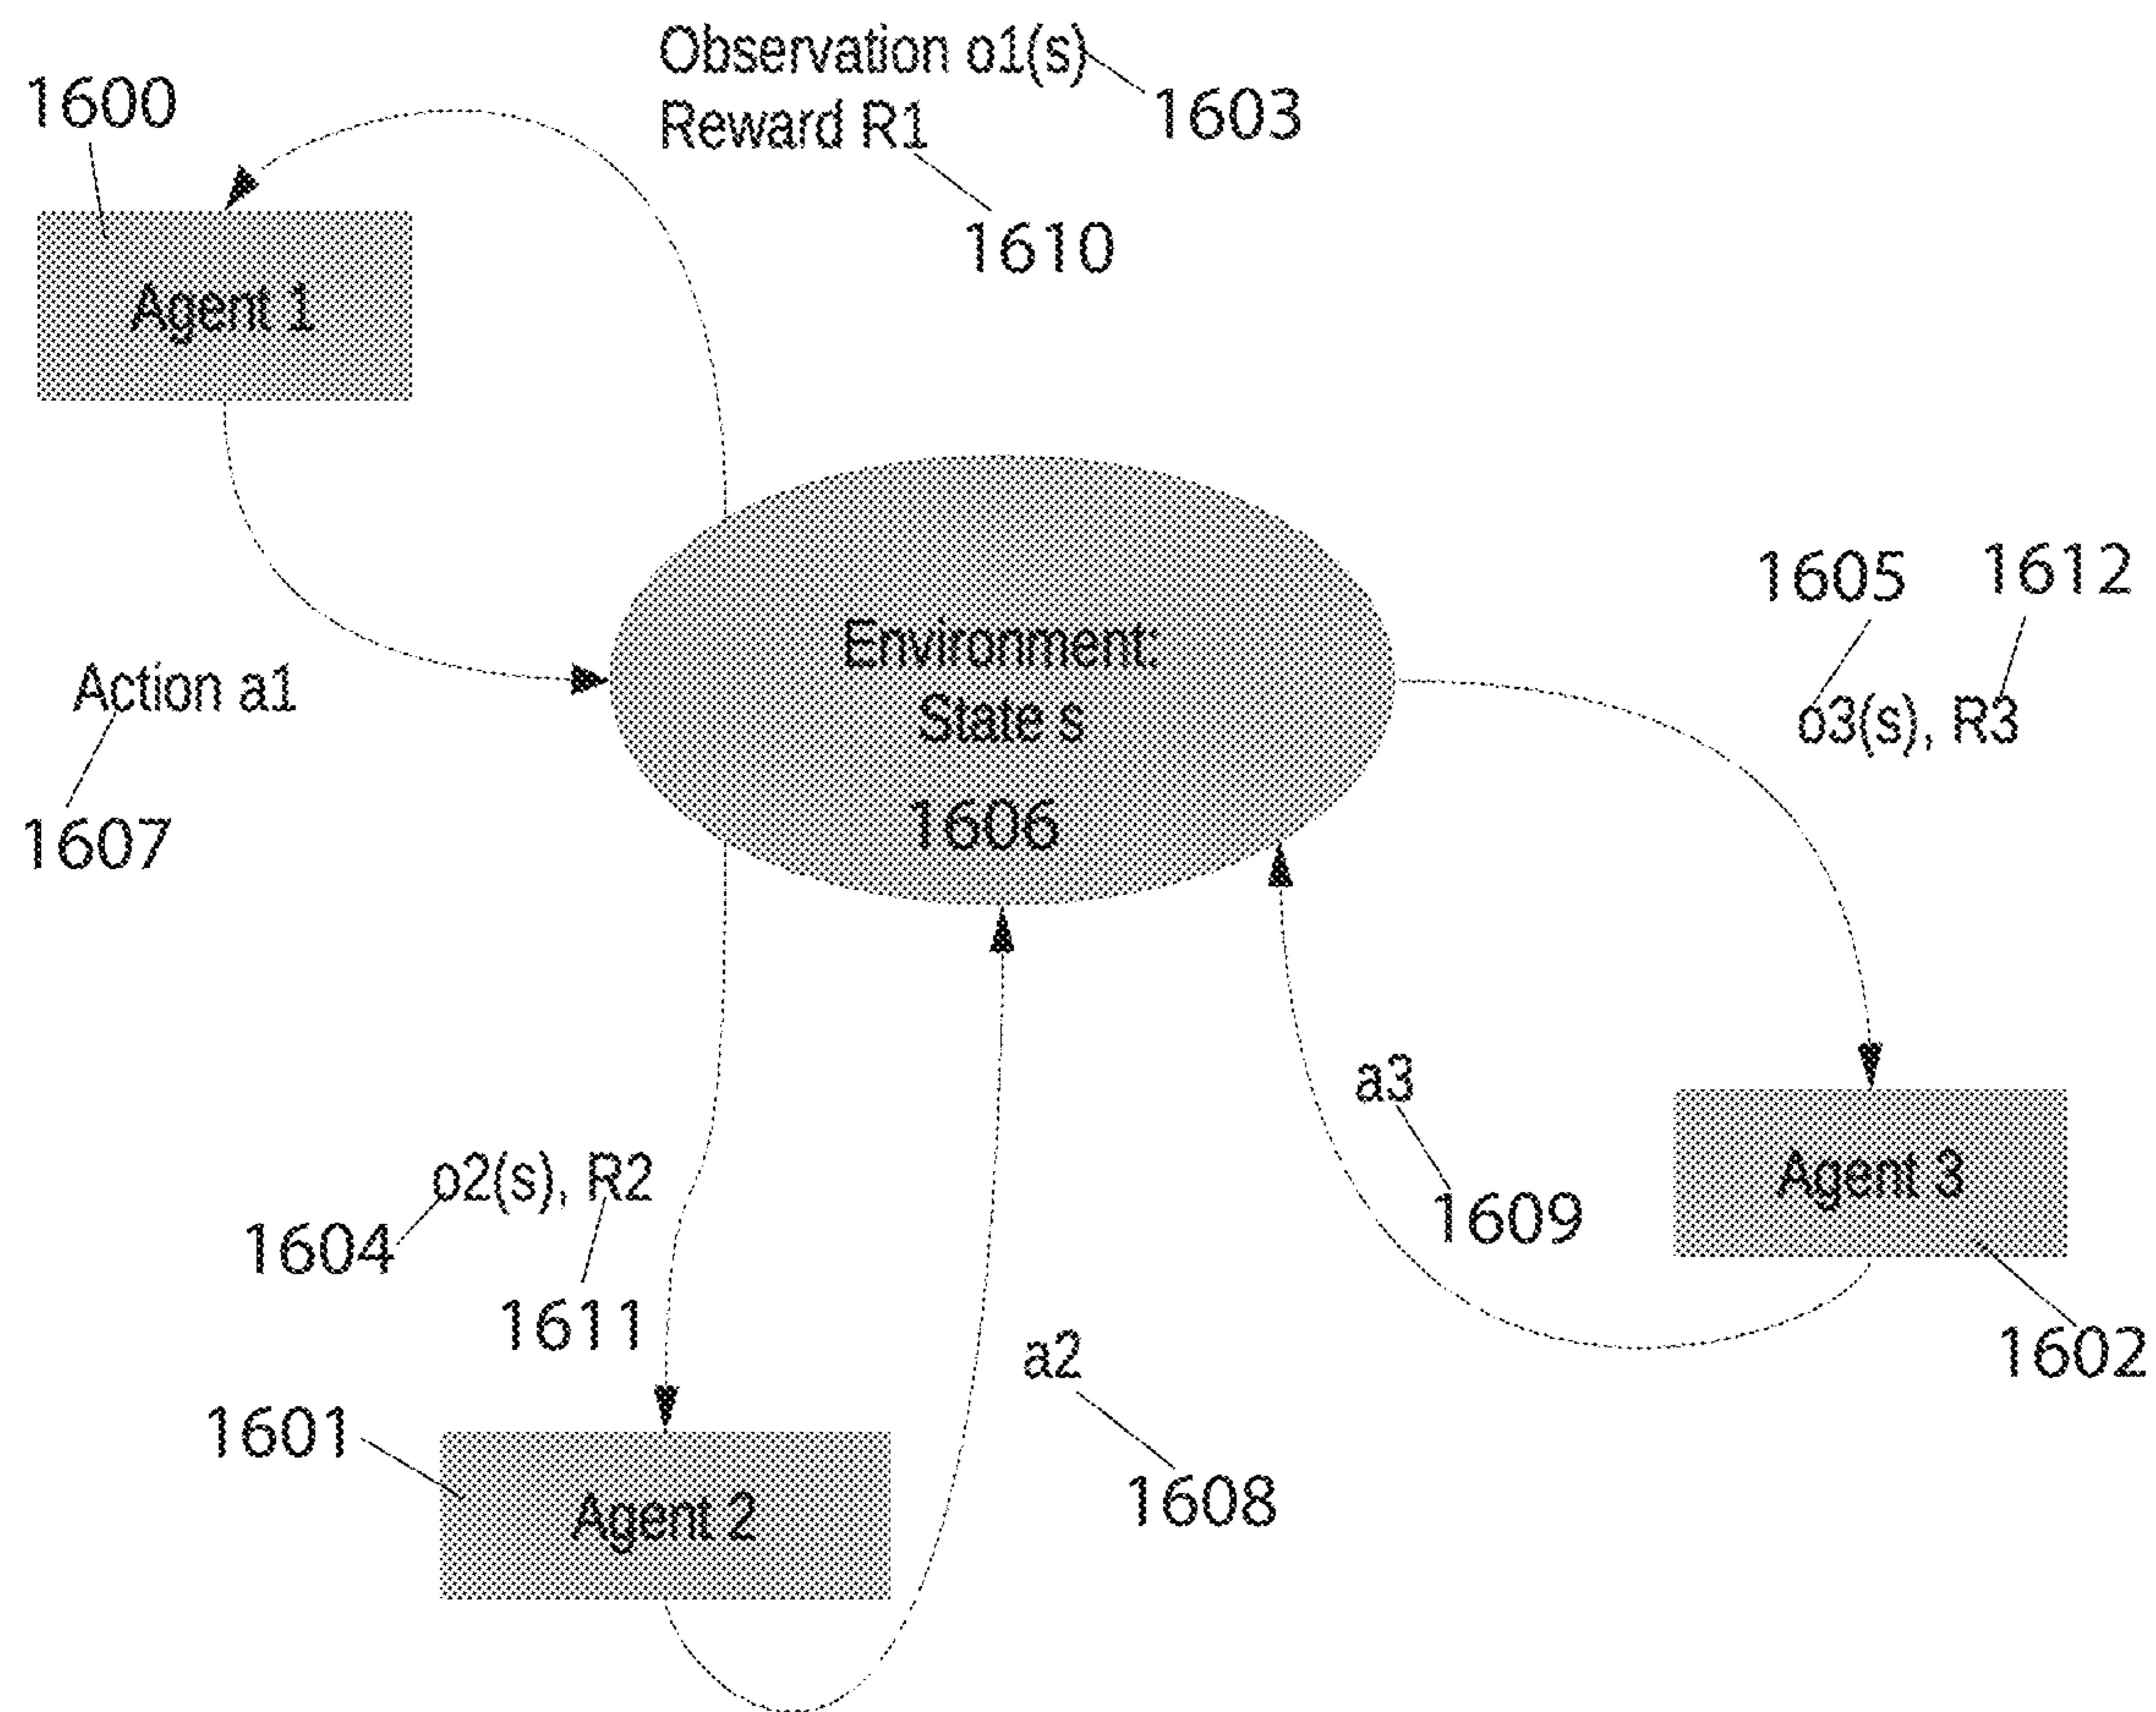 Observation o1(s)
1600
1603
Reward R1
1610
Agent 1
1605
1612
Environment:
Action a1
State s
o3(s), R3
1606
1607
a3
o2(s), R2
Agent 3
1604
1609
1611
a2
1602
1601
1608
Agent 2